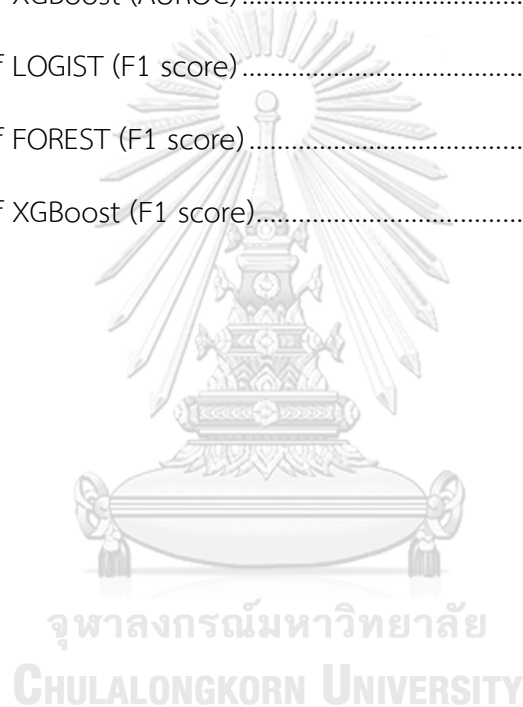 XGBoost (AUROC)
f LOGIST (F1 score)
f FOREST (F1 score)
f XGBoost (F1 score)
จุฬาลงกรณ์มหาวิทยาลัย
CHULALONGKORN UNIVERSITY